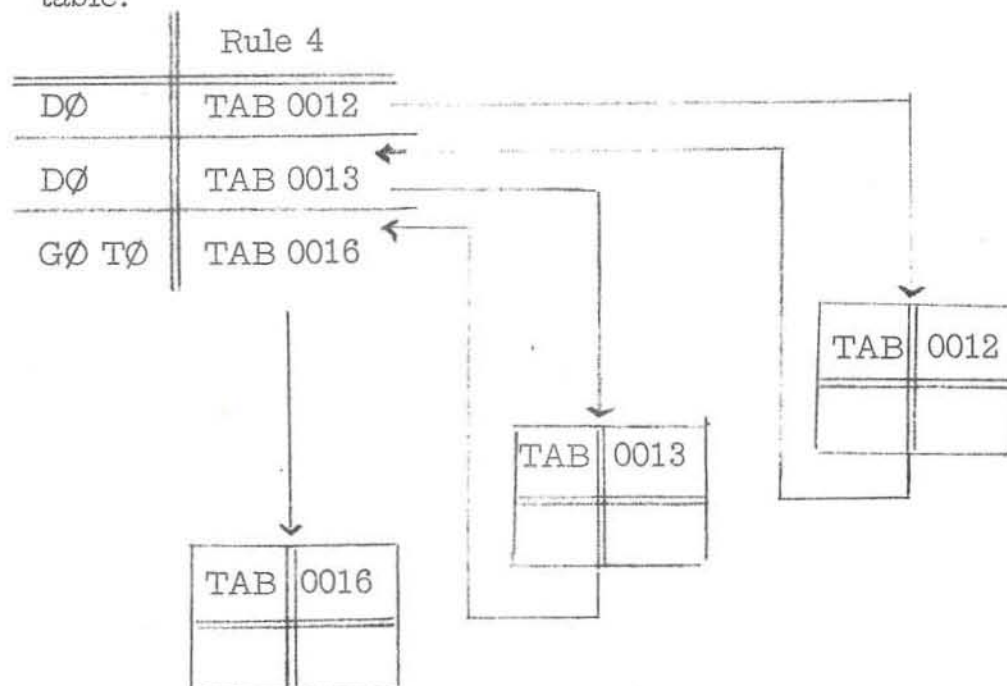 table.
Rule 4
DØ TAB 0012
DØ TAB 0013
GØ TØ TAB 0016
TAB 0012
TAB 0013
TAB 0016